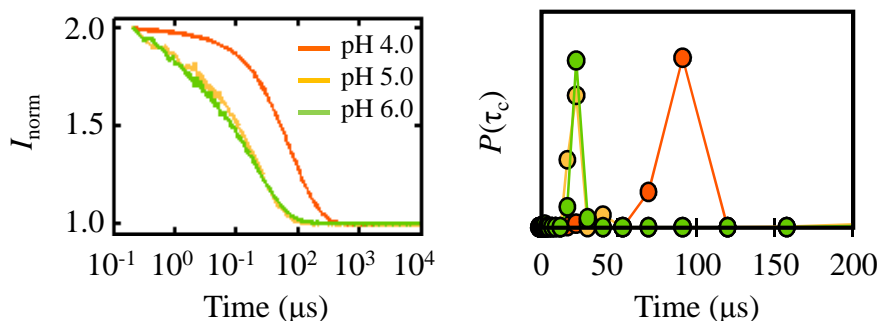 2.0
1.5
1.0
I_norm
pH 4.0
pH 5.0
pH 6.0
10^-1 10^0 10^-1 10^2 10^3 10^4
Time (μs)
P(τ_c)
0 50 100 150 200
Time (μs)